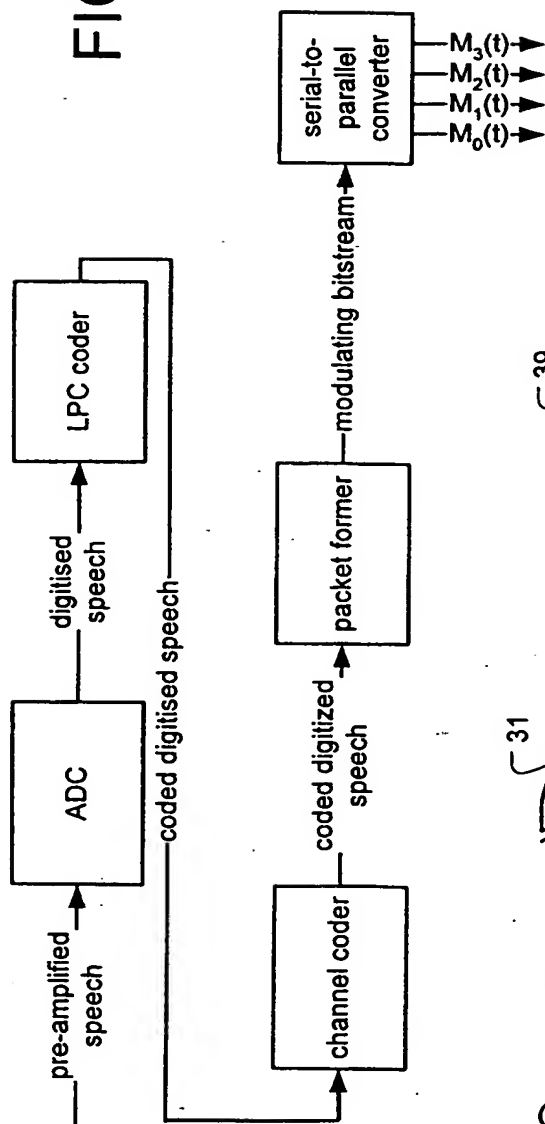 FIG
pre-amplified
speech
ADC
digitised
speech
LPC coder
coded digitised speech
channel coder
coded digitized
speech
packet former
modulating bitstream
serial-to-
parallel
converter
M₃(t)
M₂(t)
M₁(t)
M₀(t)
31